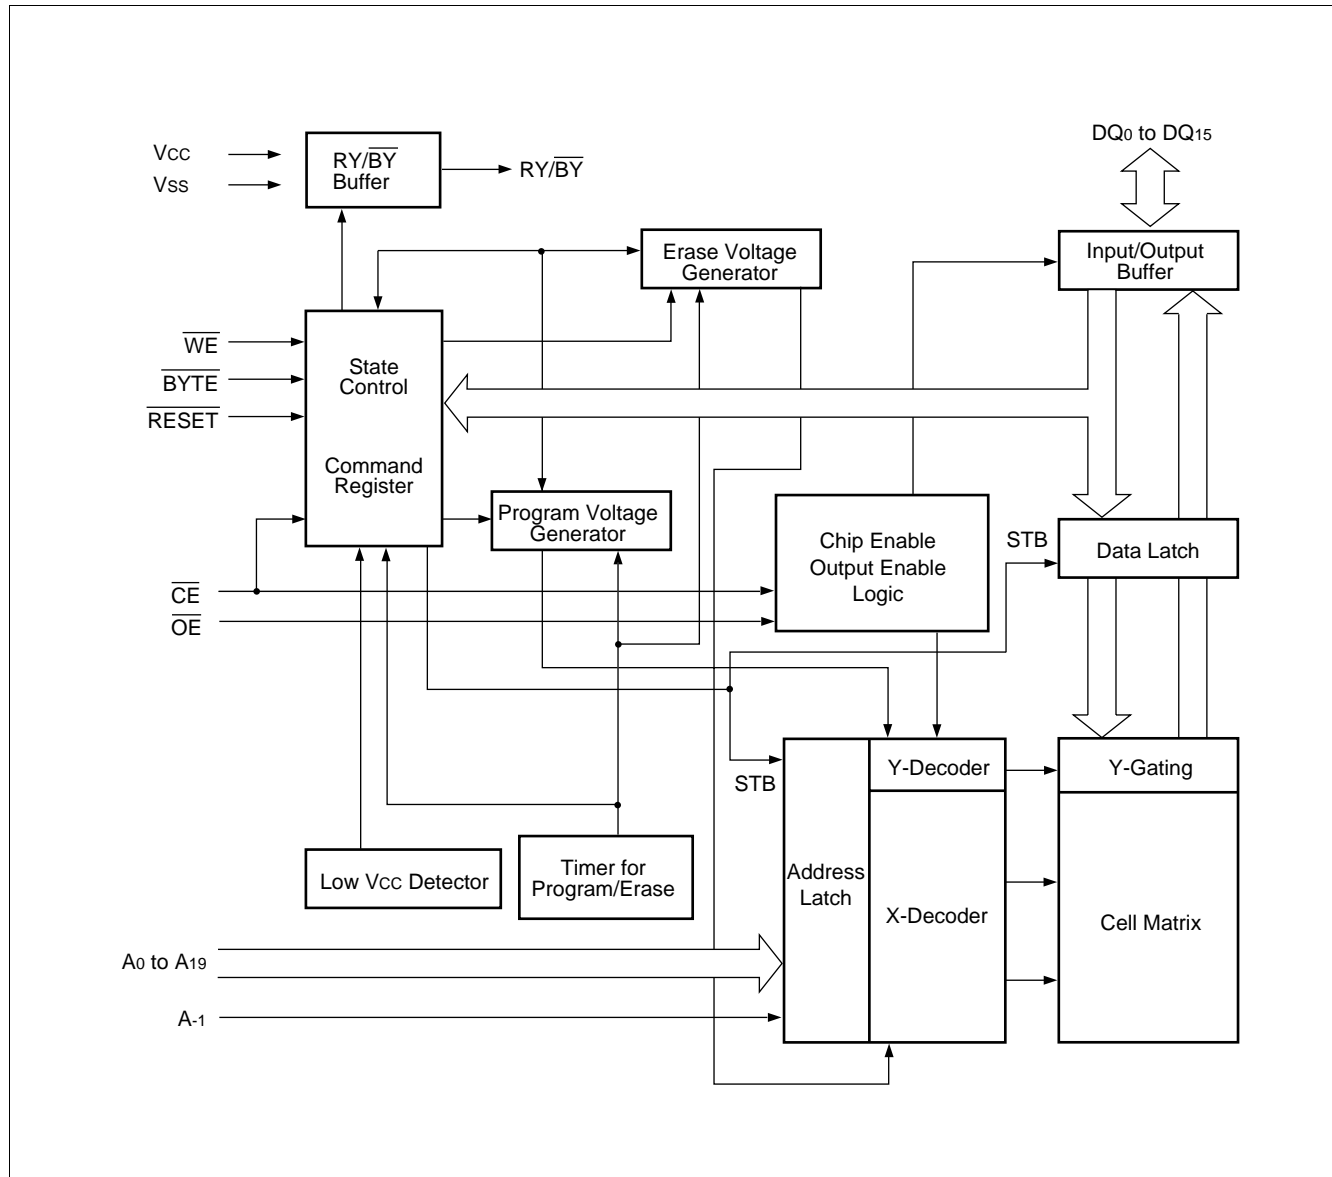 VCC
VSS
RY/BY
Buffer
RY/BY
DQ0 to DQ15
Erase Voltage
Generator
Input/Output
Buffer
WE
BYTE
RESET
State
Control
Command
Register
Program Voltage
Generator
Chip Enable
Output Enable
Logic
STB
Data Latch
CE
OE
STB
Y-Decoder
Y-Gating
Address
Latch
X-Decoder
Cell Matrix
Low VCC Detector
Timer for
Program/Erase
A0 to A19
A-1